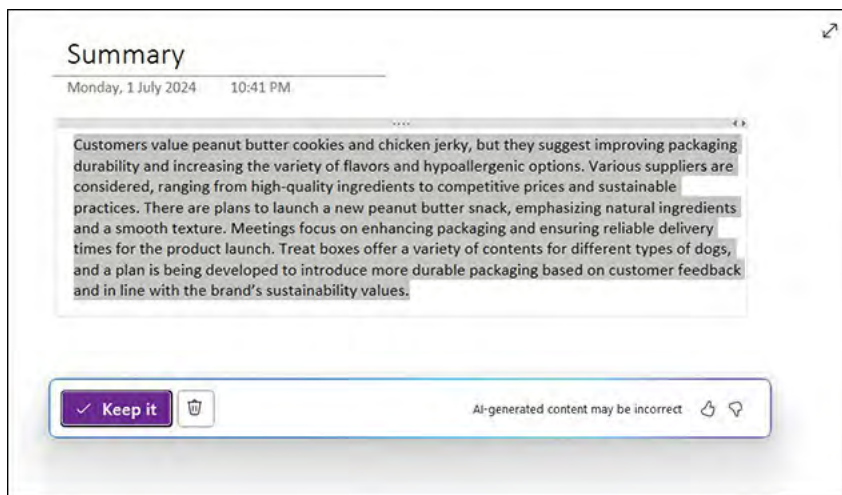 Summary
Monday, 1 July 2024 10:41 PM
Customers value peanut butter cookies and chicken jerky, but they suggest improving packaging
durability and increasing the variety of flavors and hypoallergenic options. Various suppliers are
considered, ranging from high-quality ingredients to competitive prices and sustainable
practices. There are plans to launch a new peanut butter snack, emphasizing natural ingredients
and a smooth texture. Meetings focus on enhancing packaging and ensuring reliable delivery
times for the product launch. Treat boxes offer a variety of contents for different types of dogs,
and a plan is being developed to introduce more durable packaging based on customer feedback
and in line with the brand’s sustainability values.
Keep it
AI-generated content may be incorrect